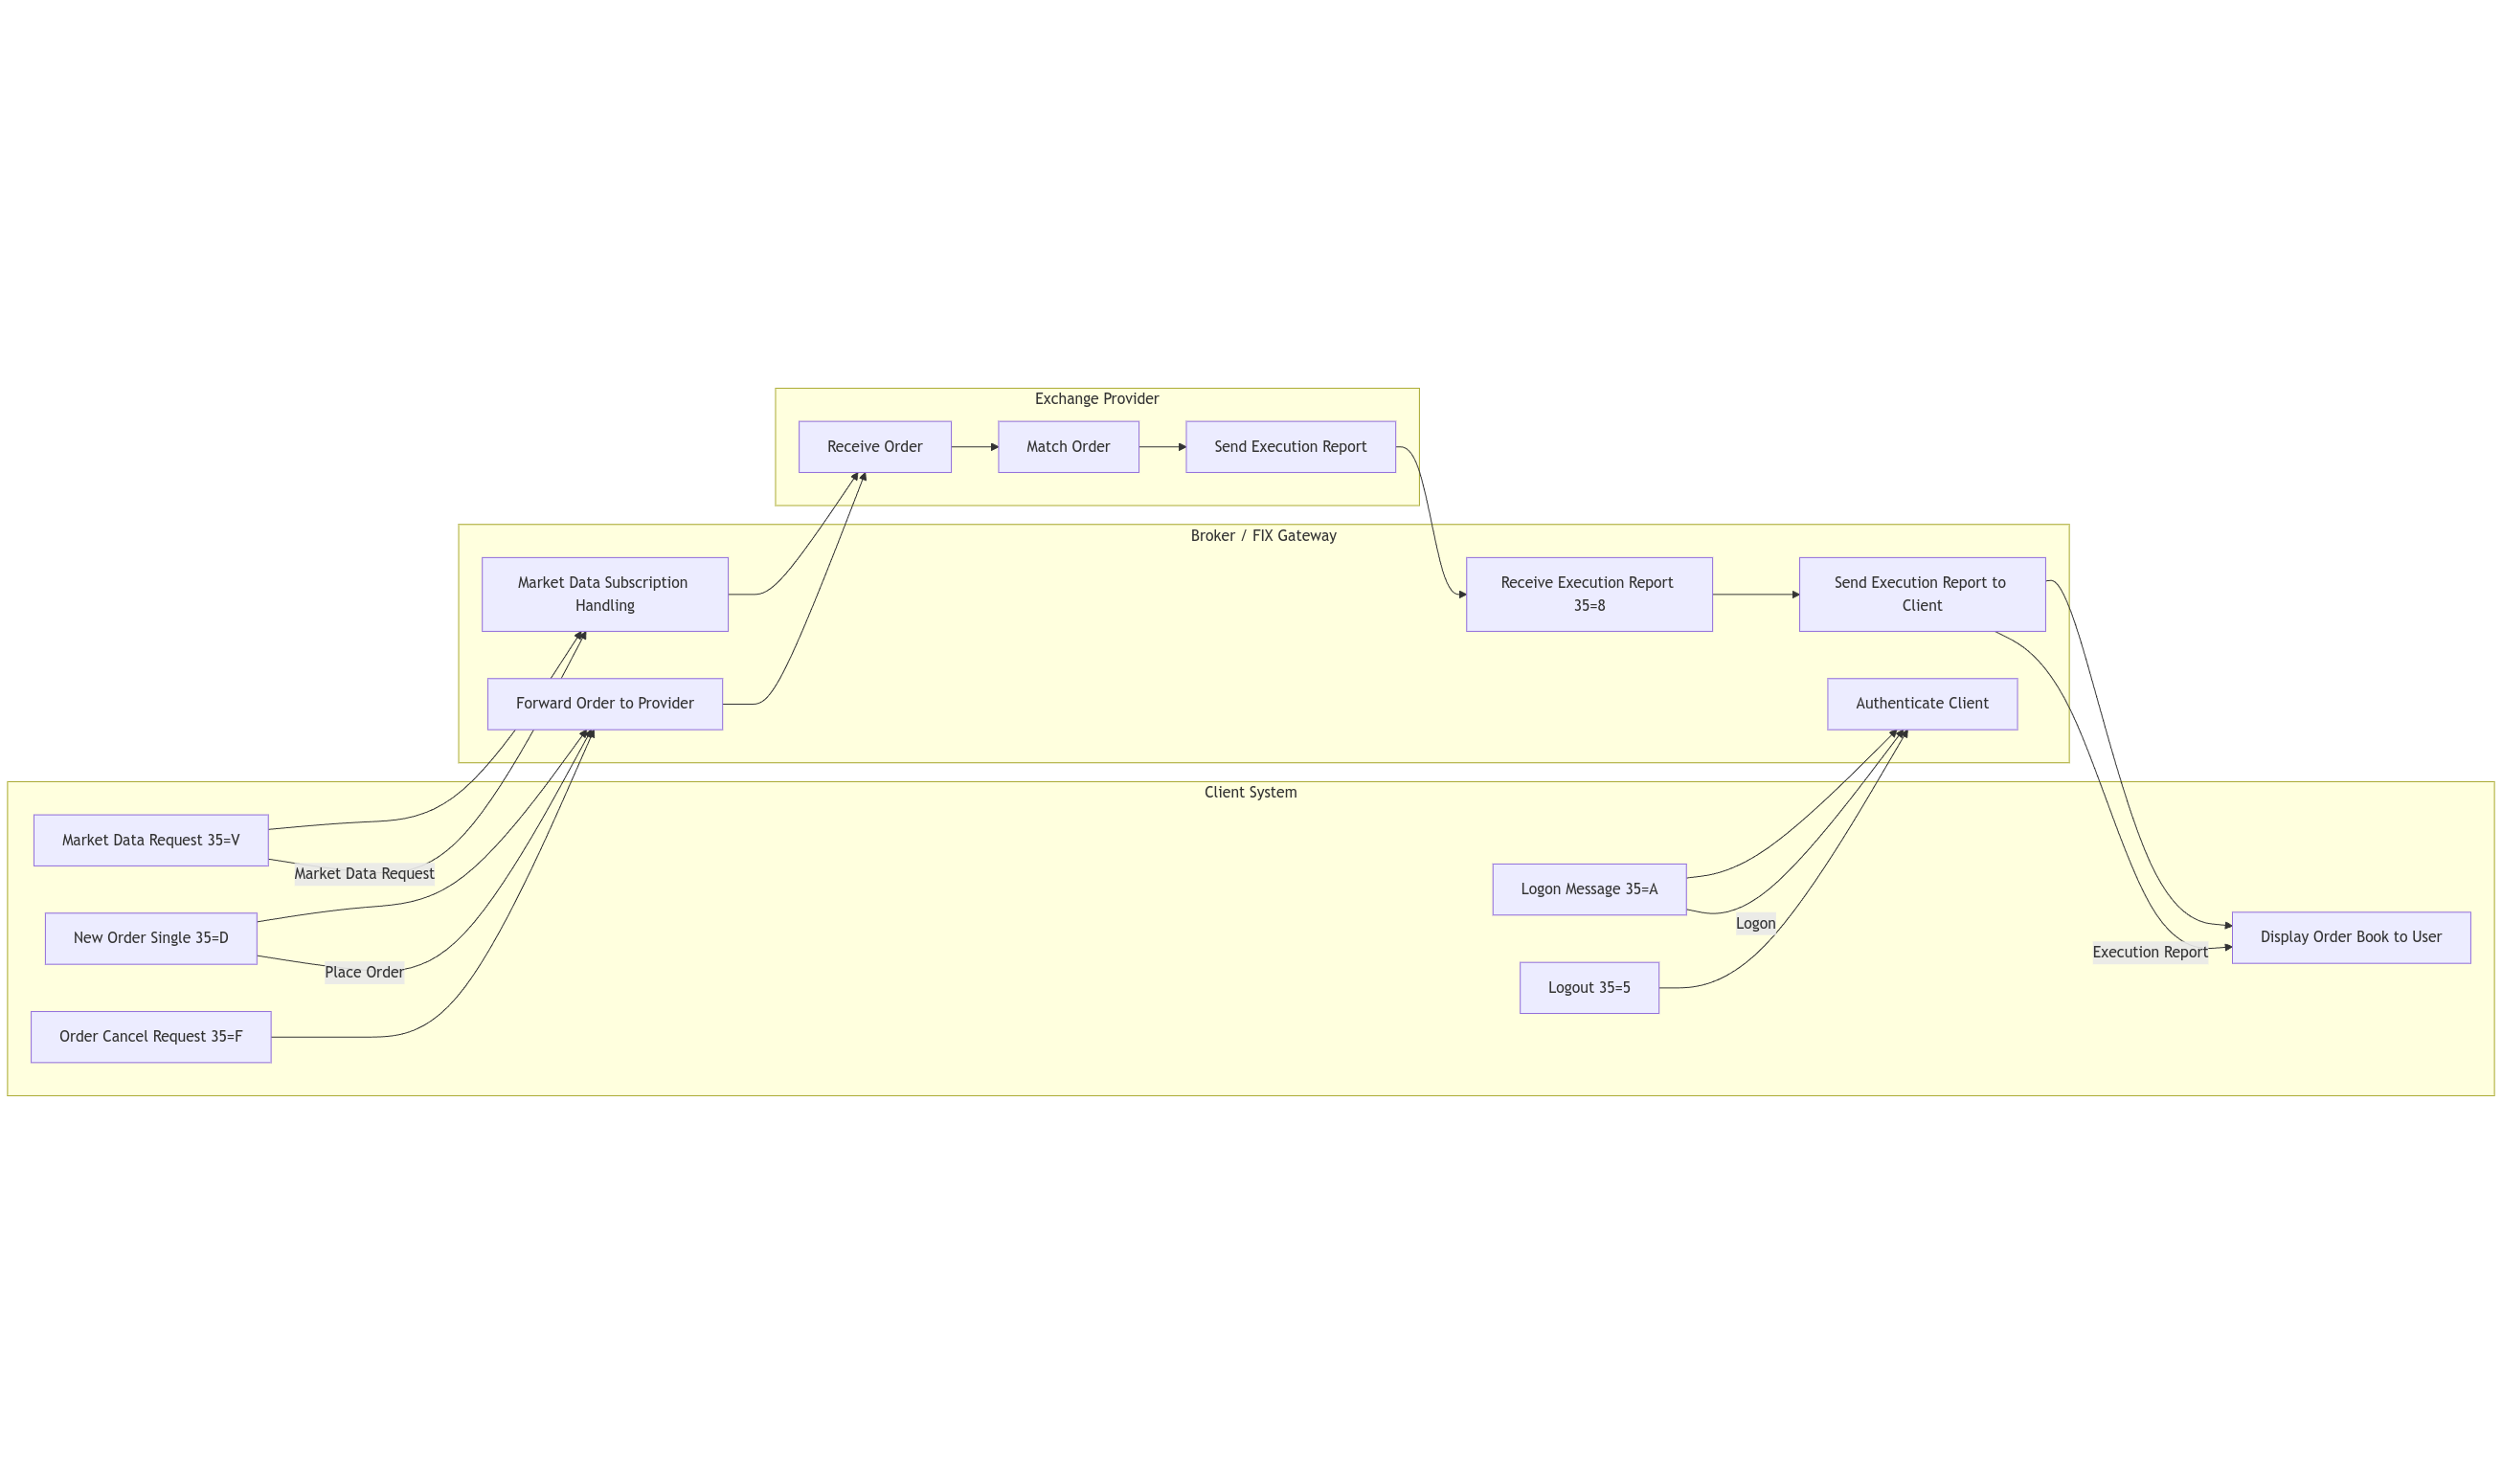 Exchange Provider
Receive Order
Match Order
Send Execution Report
Broker / FIX Gateway
Market Data Subscription
Handling
Receive Execution Report
35=8
Send Execution Report to
Client
Forward Order to Provider
Authenticate Client
Client System
Market Data Request 35=V
Market Data Request
Logon Message 35=A
Logon
New Order Single 35=D
Place Order
Display Order Book to User
Execution Report
Logout 35=5
Order Cancel Request 35=F